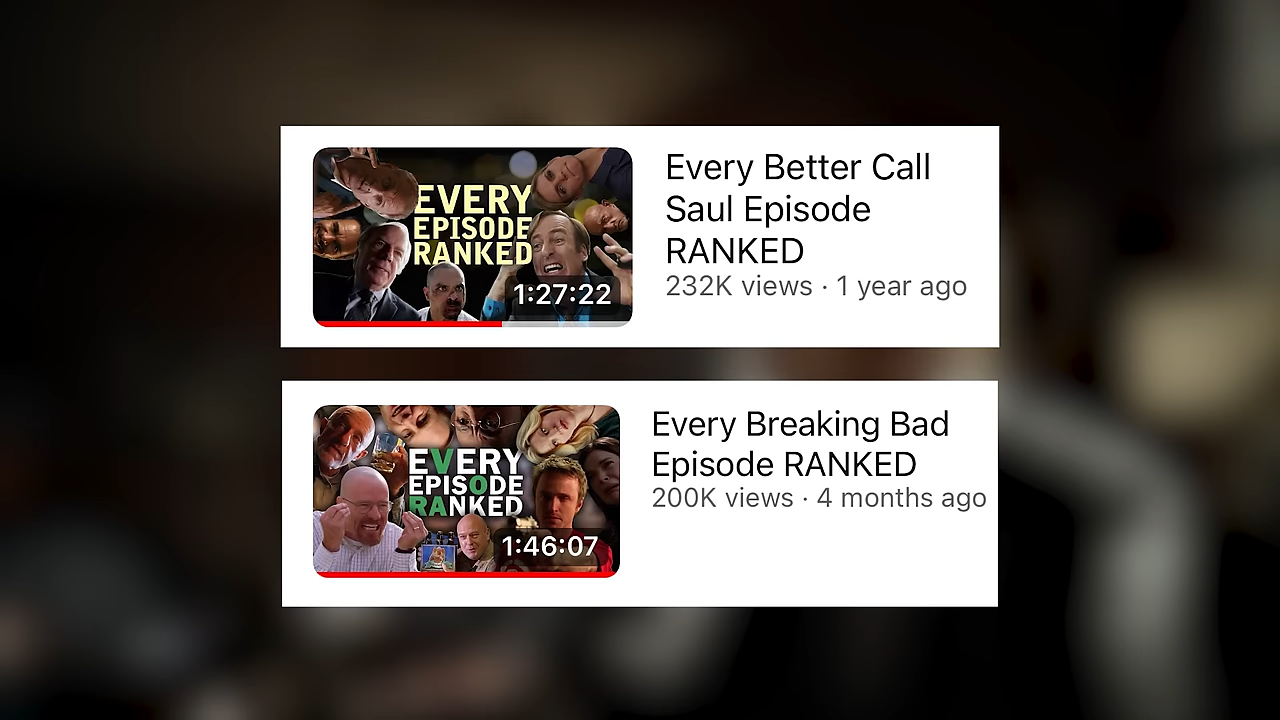 EVERY
EPISODE
RANKED
1:27:22
Every Better Call
Saul Episode
RANKED
232K views · 1 year ago
EVERY
EPISODE
RANKED
1:46:07
Every Breaking Bad
Episode RANKED
200K views · 4 months ago